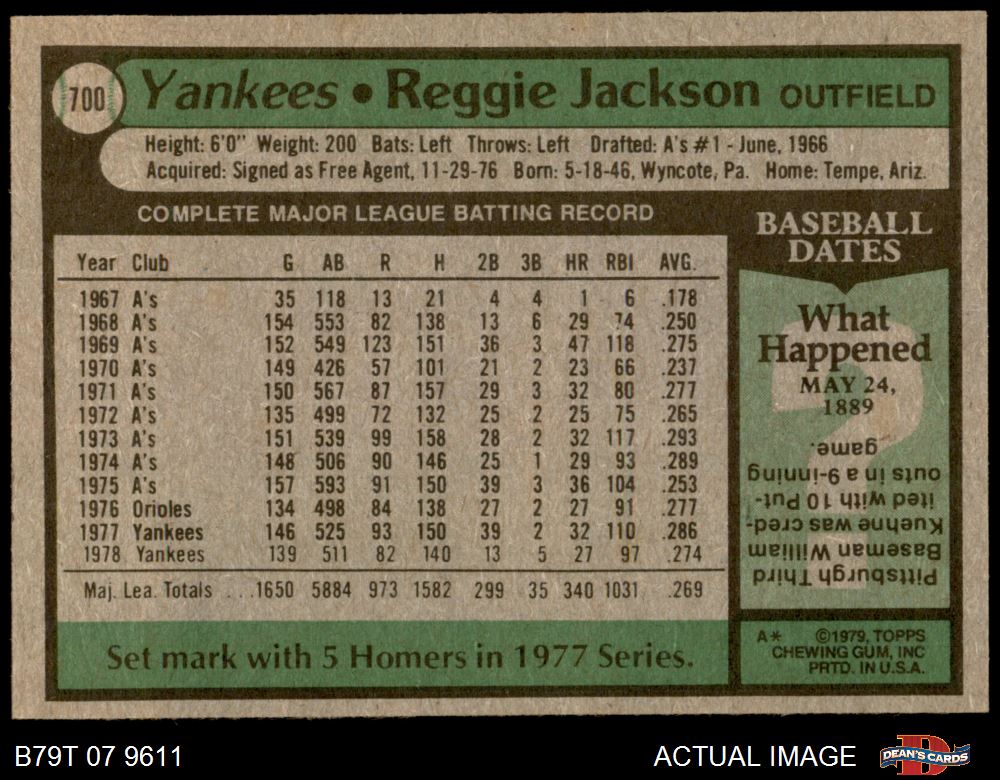 700
Yankees • Reggie Jackson OUTFIELD
Height: 6'0" Weight: 200 Bats: Left Throws: Left Drafted: A's #1 - June, 1966
Acquired: Signed as Free Agent, 11-29-76 Born: 5-18-46, Wyncote, Pa. Home: Tempe, Ariz.
COMPLETE MAJOR LEAGUE BATTING RECORD
Year Club G AB R H 2B 3B HR RBI AVG.
1967 A's 35 118 13 21 4 4 1 6 .178
1968 A's 154 553 82 138 13 6 29 74 .250
1969 A's 152 549 123 151 36 3 47 118 .275
1970 A's 149 426 57 101 21 2 23 66 .237
1971 A's 150 567 87 157 29 3 32 80 .277
1972 A's 135 499 72 132 25 2 25 75 .265
1973 A's 151 539 99 158 28 2 32 117 .293
1974 A's 148 506 90 146 25 1 29 93 .289
1975 A's 157 593 91 150 39 3 36 104 .253
1976 Orioles 134 498 84 138 27 2 27 91 .277
1977 Yankees 146 525 93 150 39 2 32 110 .286
1978 Yankees 139 511 82 140 13 5 27 97 .274
Maj. Lea. Totals ...1650 5884 973 1582 299 35 340 1031 .269
Set mark with 5 Homers in 1977 Series.
BASEBALL
DATES
What
Happened
MAY 24,
1889
?
Pittsburgh Third
Baseman William
Kuehne was cred-
ited with 10 Put-
outs in a 9-inning
game.
A* ©1979, TOPPS
CHEWING GUM, INC
PRTD. IN U.S.A.
B79T 07 9611
ACTUAL IMAGE
D
DEAN'S CARDS